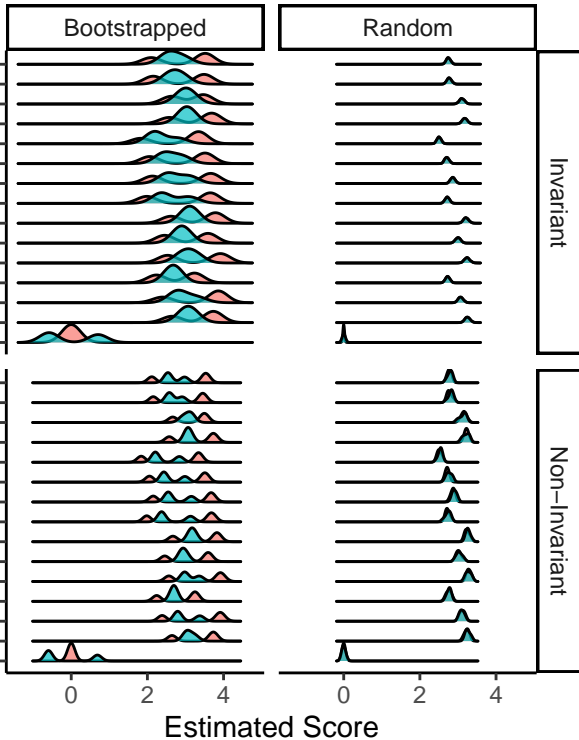 Bootstrapped Random
Invariant
Non−Invariant
0 2 4 0 2 4
Estimated Score